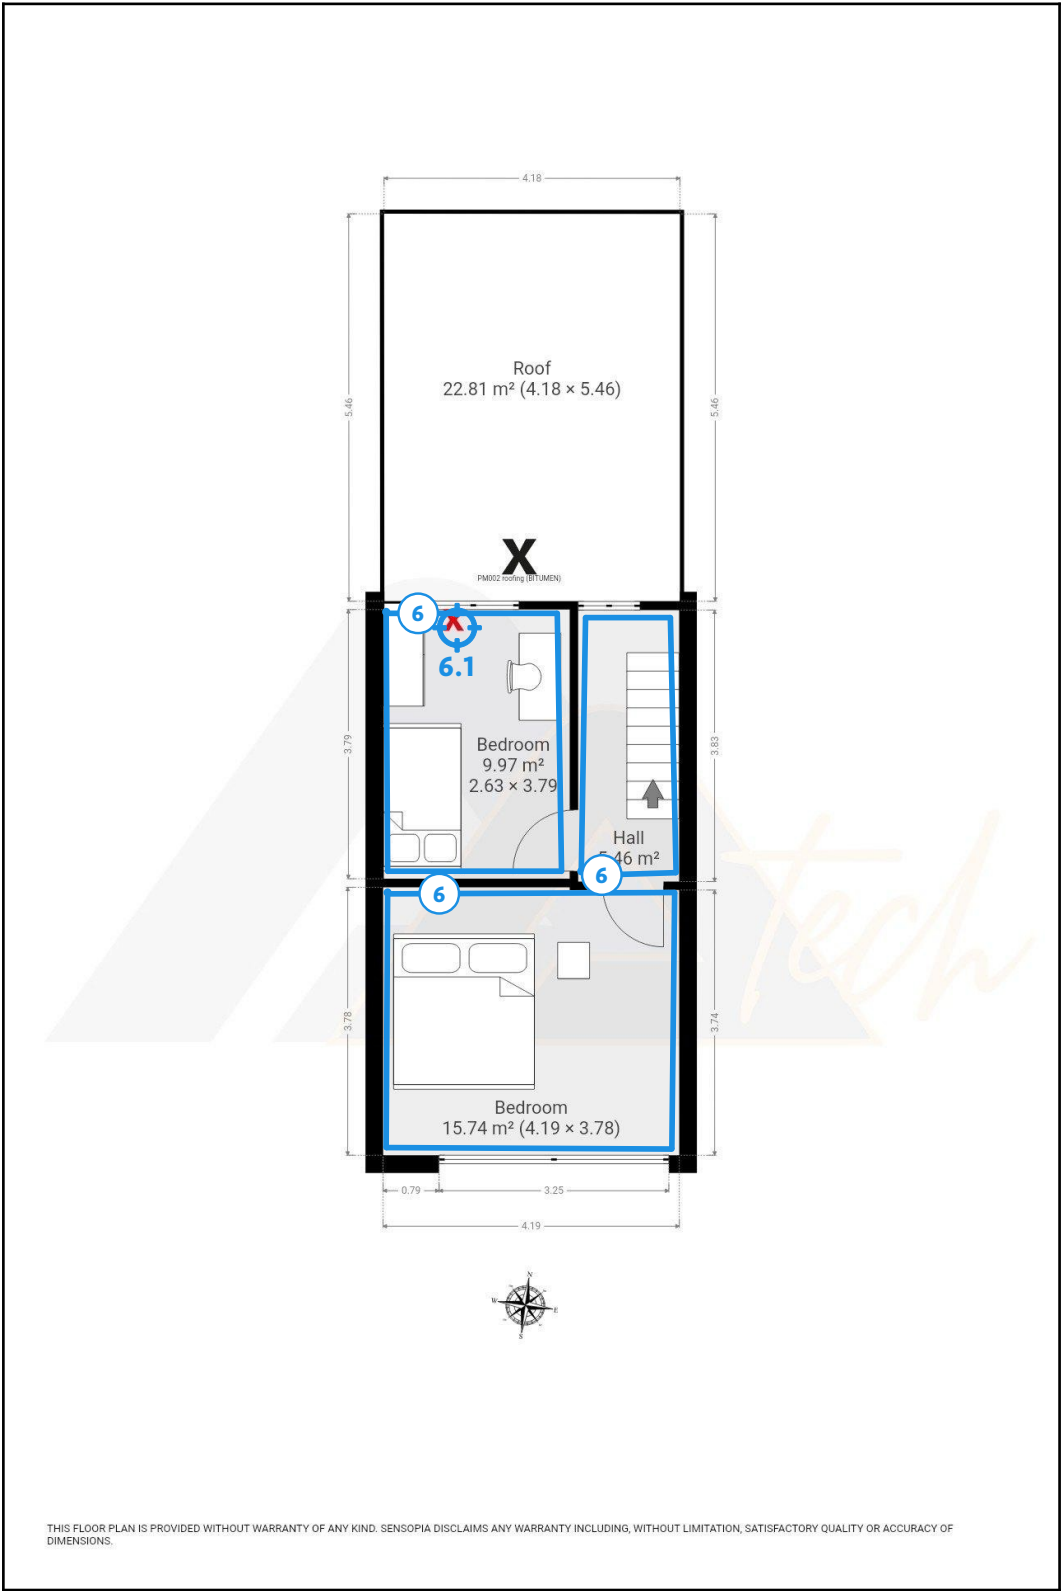 4.18
5.46
5.46
Roof
22.81 m² (4.18 × 5.46)
X
PM002 roofing (BITUMEN)
6
X
6.1
3.79
3.83
Bedroom
9.97 m²
2.63 × 3.79
Hall
5.46 m²
6
6
tech
3.78
3.74
Bedroom
15.74 m² (4.19 × 3.78)
0.79
3.25
4.19
N
W
E
S
THIS FLOOR PLAN IS PROVIDED WITHOUT WARRANTY OF ANY KIND. SENSOPIA DISCLAIMS ANY WARRANTY INCLUDING, WITHOUT LIMITATION, SATISFACTORY QUALITY OR ACCURACY OF
DIMENSIONS.